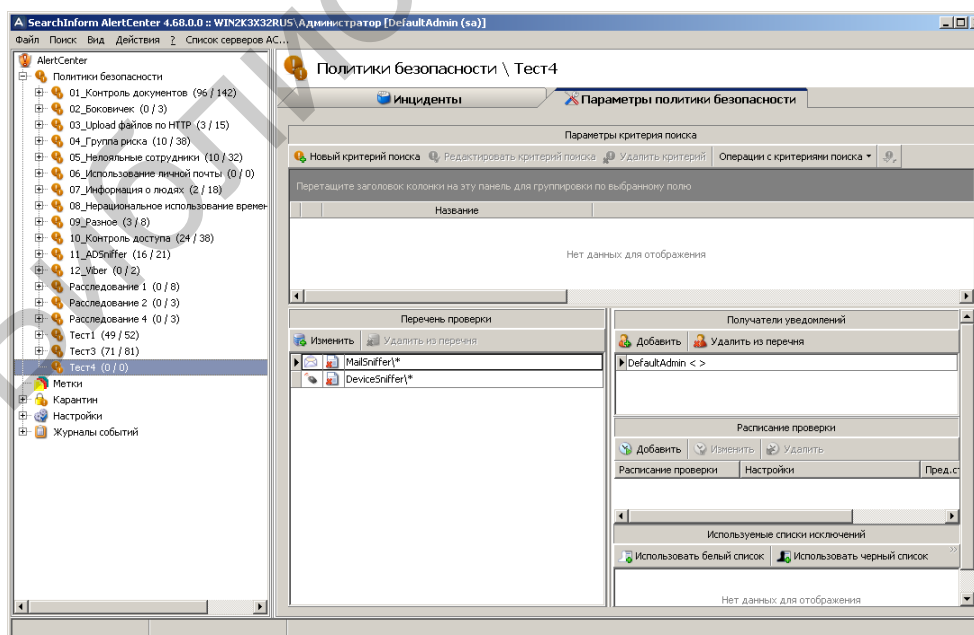 SearchInform AlertCenter 4.68.0.0 :: WIN2K3X32RUS\Администратор [DefaultAdmin (sa)]
Файл Поиск Вид Действия ? Список серверов AC...
AlertCenter
Политики безопасности
01_Контроль документов (96 / 142)
02_Боковичек (0 / 3)
03_Upload файлов по HTTP (3 / 15)
04_Группа риска (10 / 38)
05_Нелояльные сотрудники (10 / 32)
06_Использование личной почты (0 / 0)
07_Информация о людях (2 / 18)
08_Нерациональное использование времен
09_Разное (3 / 8)
10_Контроль доступа (24 / 38)
11_ADSniffer (16 / 21)
12_Viber (0 / 2)
Расследование 1 (0 / 8)
Расследование 2 (0 / 3)
Расследование 4 (0 / 3)
Тест1 (49 / 52)
Тест3 (71 / 81)
Тест4 (0 / 0)
Метки
Карантин
Настройки
Журналы событий
Политики безопасности \ Тест4
Инциденты Параметры политики безопасности
Параметры критерия поиска
Новый критерий поиска Редактировать критерий поиска Удалить критерий Операции с критериями поиска
Перетащите заголовок колонки на эту панель для группировки по выбранному полю
Название
Нет данных для отображения
Перечень проверки
Изменить Удалить из перечня
MailSniffer\*
DeviceSniffer\*
Получатели уведомлений
Добавить Удалить из перечня
DefaultAdmin < >
Расписание проверки
Добавить Изменить Удалить
Расписание проверки Настройки Пред.с
Используемые списки исключений
Использовать белый список Использовать черный список
Нет данных для отображения